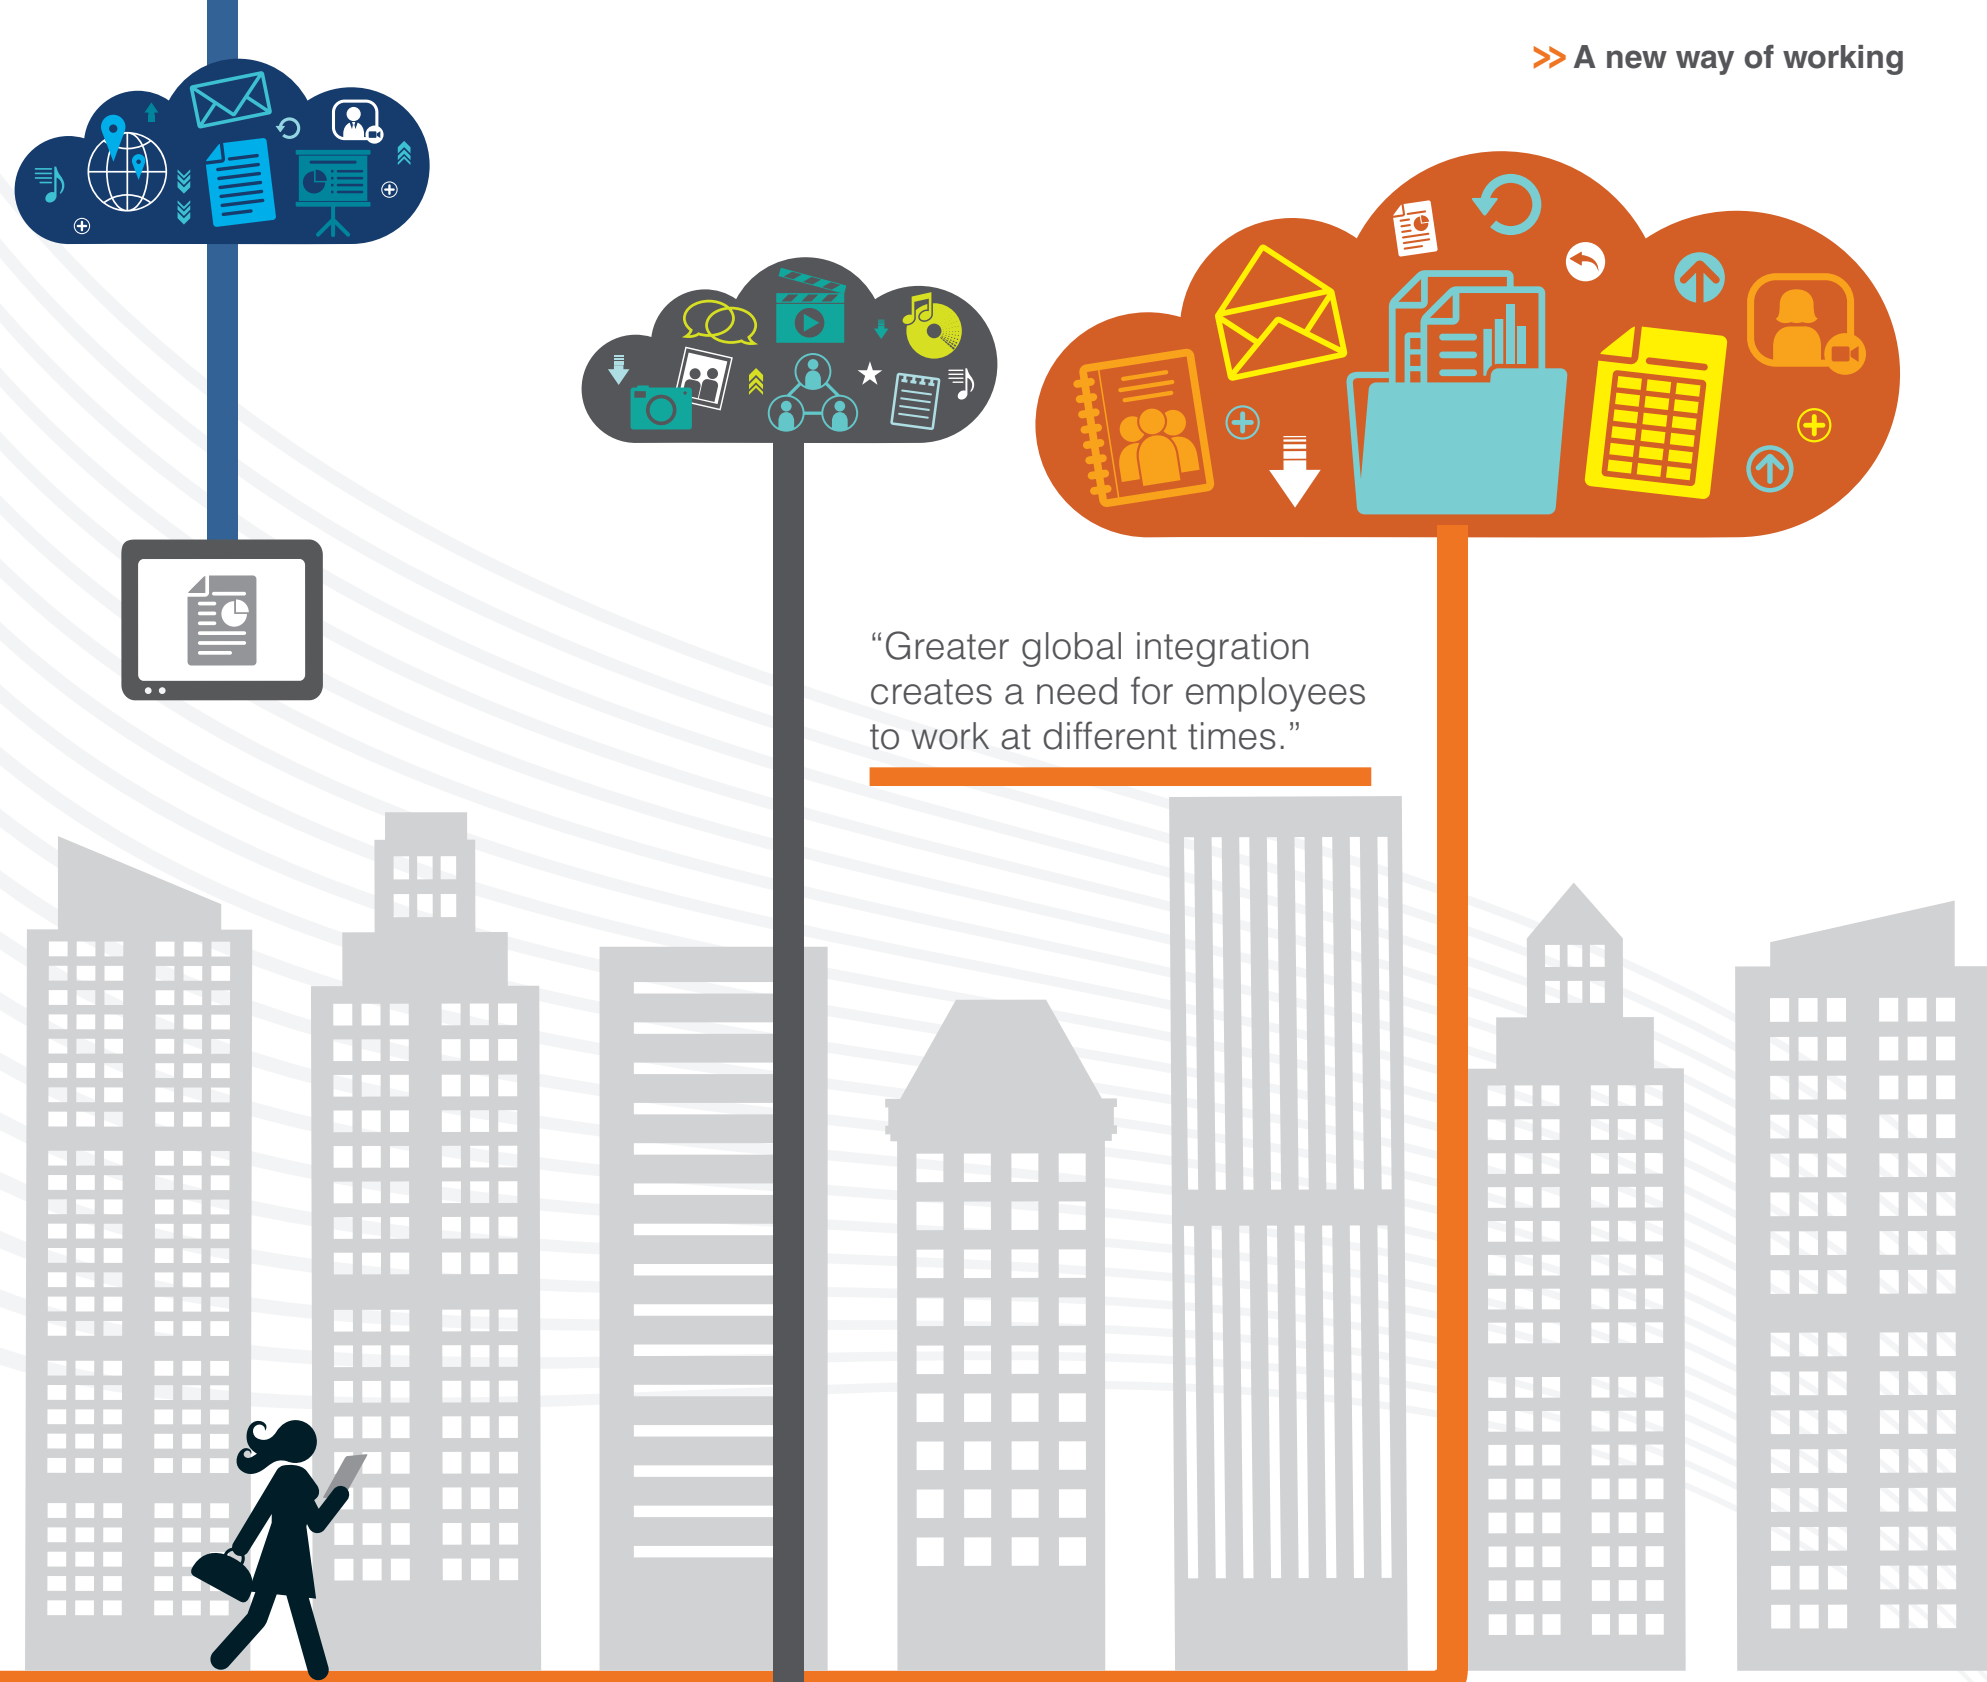 >> A new way of working
“Greater global integration
creates a need for employees
to work at different times.”